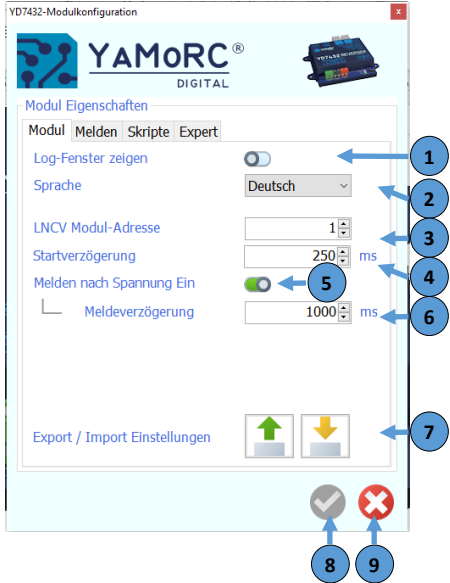 YD7432-Modulkonfiguration
x
YAMORC®
DIGITAL
YD7432
Modul Eigenschaften
Modul Melden Skripte Expert
Log-Fenster zeigen 1
Sprache Deutsch 2
LNCV Modul-Adresse 1 3
Startverzögerung 250 ms 4
Melden nach Spannung Ein 5
Meldeverzögerung 1000 ms 6
Export / Import Einstellungen 7
8 9